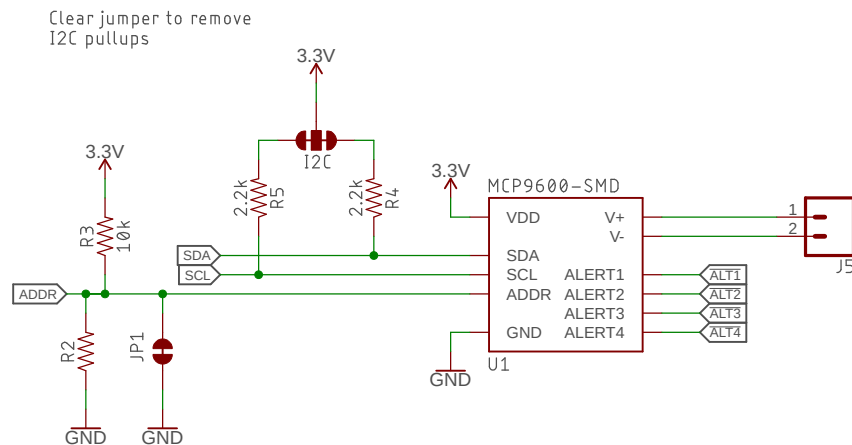 Clear jumper to remove
I2C pullups
3.3V
I2C
2.2k
R5
2.2k
R4
3.3V
R3
10k
3.3V
MCP9600-SMD
VDD
V+
1
V-
2
J5
SDA
SDA
SCL
SCL
ALERT1
ALT1
ADDR
ADDR
ALERT2
ALT2
ALERT3
ALT3
GND
ALERT4
ALT4
U1
GND
R2
JP1
GND
GND